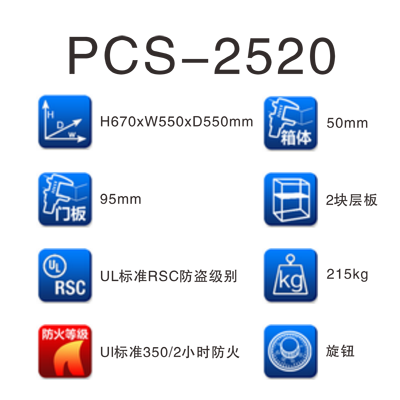 PCS-2520
H
D
W
H670xW550xD550mm
箱体
50mm
门板
95mm
2块层板
UL
RSC
UL标准RSC防盗级别
kg
215kg
防火等级
Ul标准350/2小时防火
旋钮